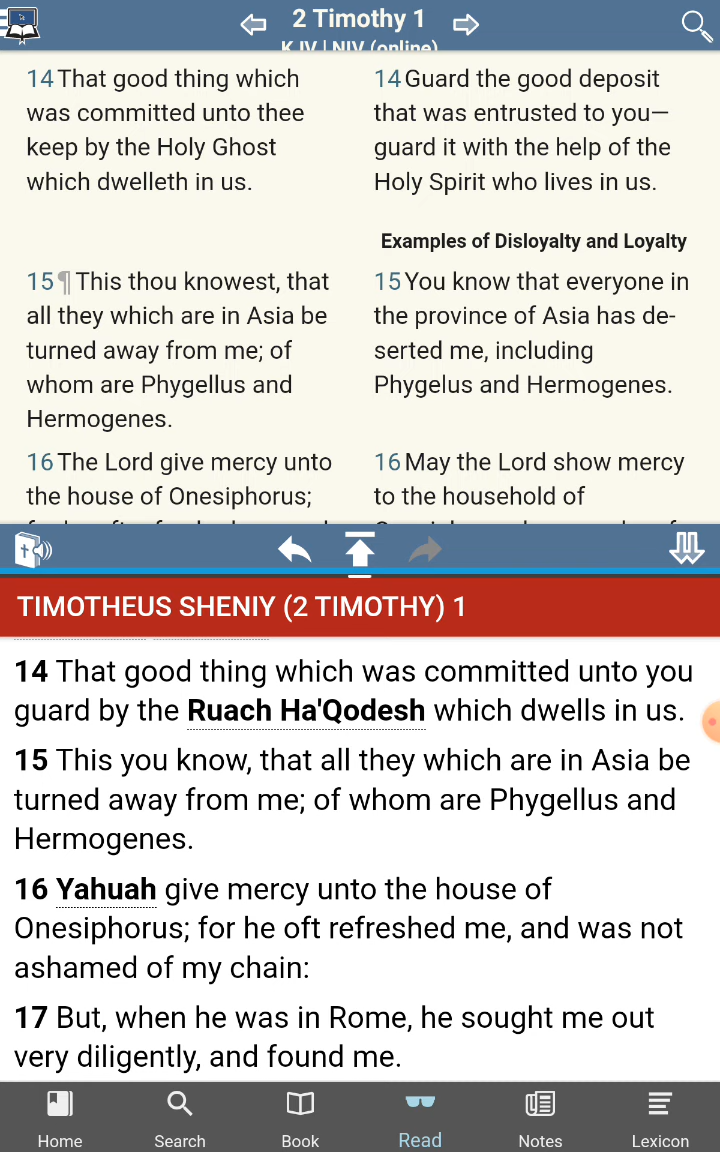 2 Timothy 1
KJV | NIV (online)
14 That good thing which
was committed unto thee
keep by the Holy Ghost
which dwelleth in us.
15 ¶ This thou knowest, that
all they which are in Asia be
turned away from me; of
whom are Phygellus and
Hermogenes.
16 The Lord give mercy unto
the house of Onesiphorus;
14 Guard the good deposit
that was entrusted to you—
guard it with the help of the
Holy Spirit who lives in us.
Examples of Disloyalty and Loyalty
15 You know that everyone in
the province of Asia has de-
serted me, including
Phygelus and Hermogenes.
16 May the Lord show mercy
to the household of
TIMOTHEUS SHENIY (2 TIMOTHY) 1
14 That good thing which was committed unto you
guard by the Ruach Ha'Qodesh which dwells in us.
15 This you know, that all they which are in Asia be
turned away from me; of whom are Phygellus and
Hermogenes.
16 Yahuah give mercy unto the house of
Onesiphorus; for he oft refreshed me, and was not
ashamed of my chain:
17 But, when he was in Rome, he sought me out
very diligently, and found me.
Home
Search
Book
Read
Notes
Lexicon